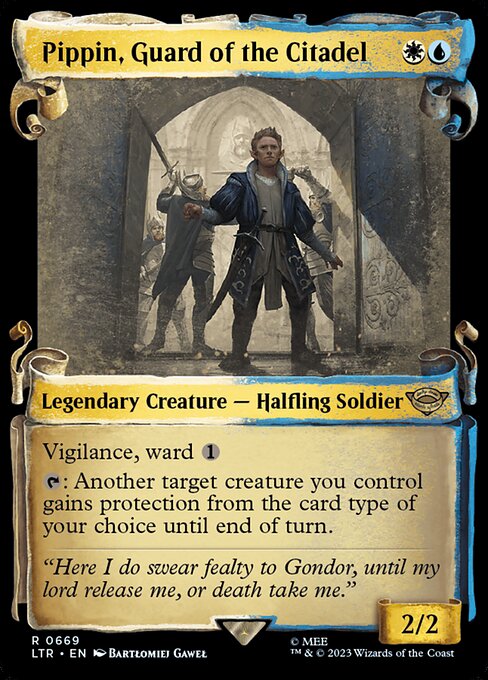 Pippin, Guard of the Citadel
Legendary Creature — Halfling Soldier
Vigilance, ward 1
: Another target creature you control
gains protection from the card type of
your choice until end of turn.
“Here I do swear fealty to Gondor, until my
lord release me, or death take me.”
2/2
R 0669
LTR • EN Bartłomiej Gaweł
© MEE
™ & © 2023 Wizards of the Coast